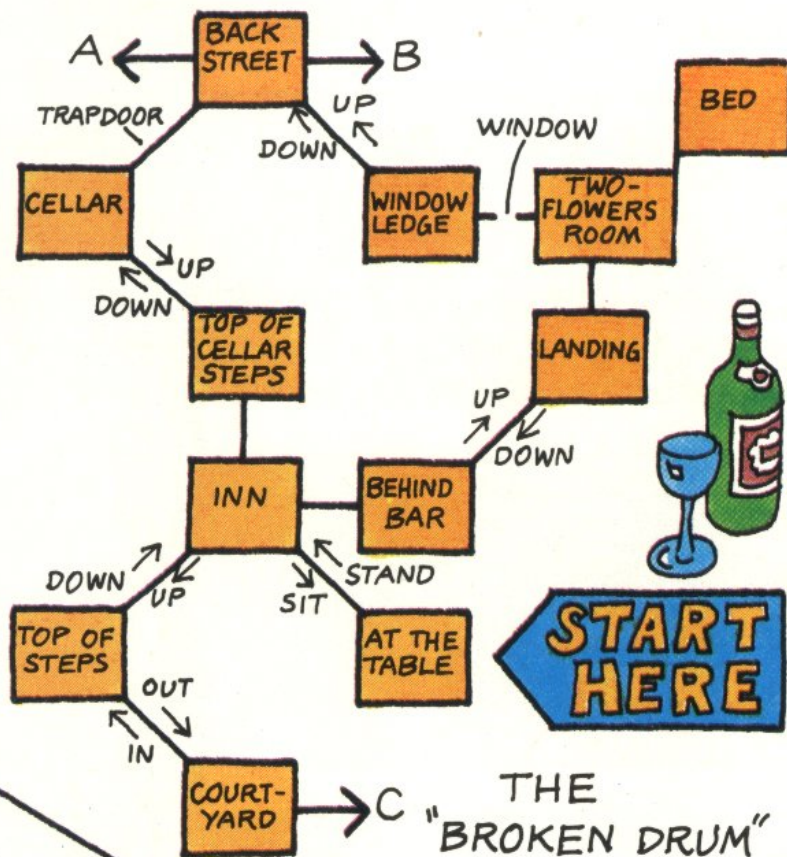 A
BACK
STREET
B
BED
TRAPDOOR
UP
DOWN
WINDOW
CELLAR
WINDOW
LEDGE
TWO-
FLOWERS
ROOM
UP
DOWN
TOP OF
CELLAR
STEPS
LANDING
UP
DOWN
INN
BEHIND
BAR
DOWN
UP
STAND
SIT
TOP OF
STEPS
AT THE
TABLE
START
HERE
OUT
IN
COURT-
YARD
C
THE
"BROKEN DRUM"